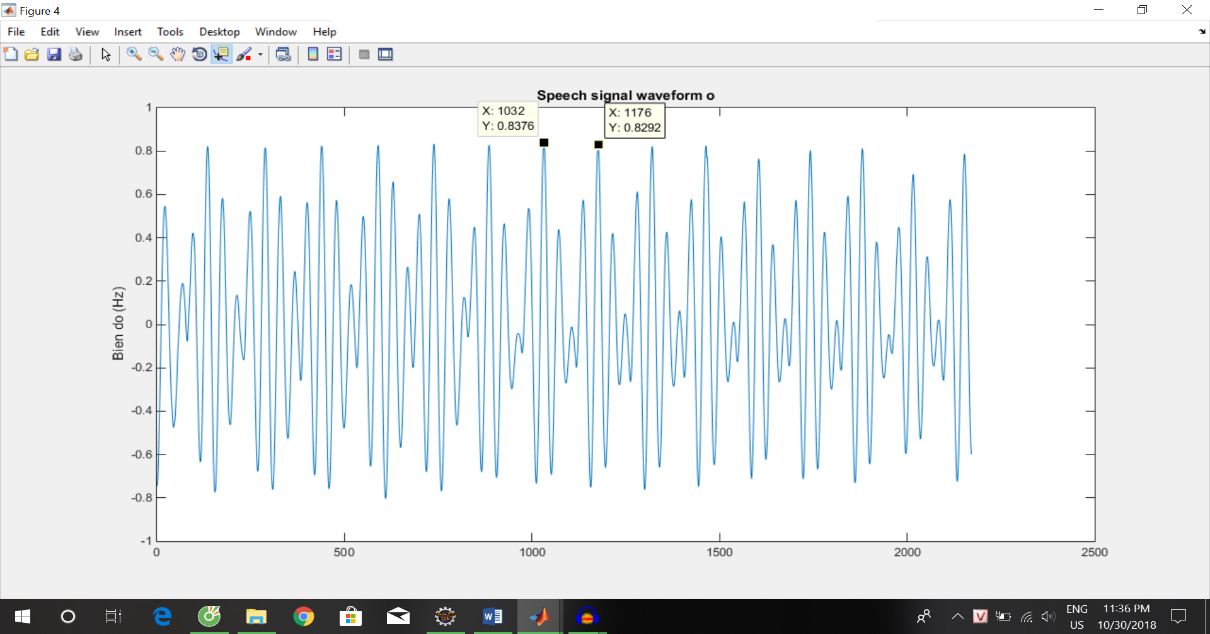 Figure 4
File Edit View Insert Tools Desktop Window Help
Speech signal waveform o
X: 1032
Y: 0.8376
X: 1176
Y: 0.8292
1
0.8
0.6
0.4
0.2
0
-0.2
-0.4
-0.6
-0.8
-1
Bien do (Hz)
0 500 1000 1500 2000 2500
ENG 11:36 PM
US 10/30/2018